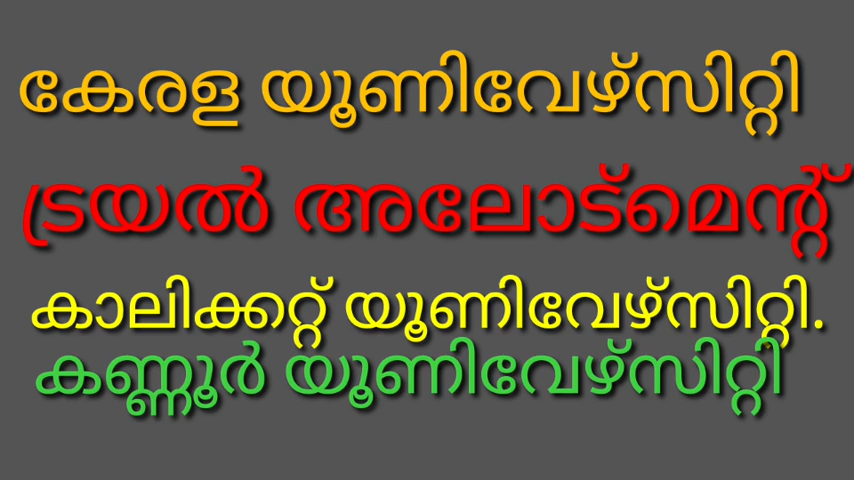 കേരള യൂണിവേഴ്സിറ്റി
ട്രയൽ അലോട്മെന്റ്
കാലിക്കറ്റ് യൂണിവേഴ്സിറ്റി.
കണ്ണൂർ യൂണിവേഴ്സിറ്റി